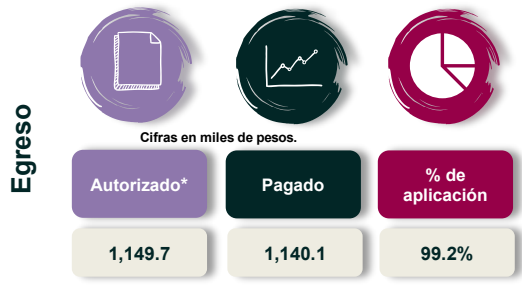 Egreso
Cifras en miles de pesos.
Autorizado*
Pagado
% de
aplicación
1,149.7
1,140.1
99.2%